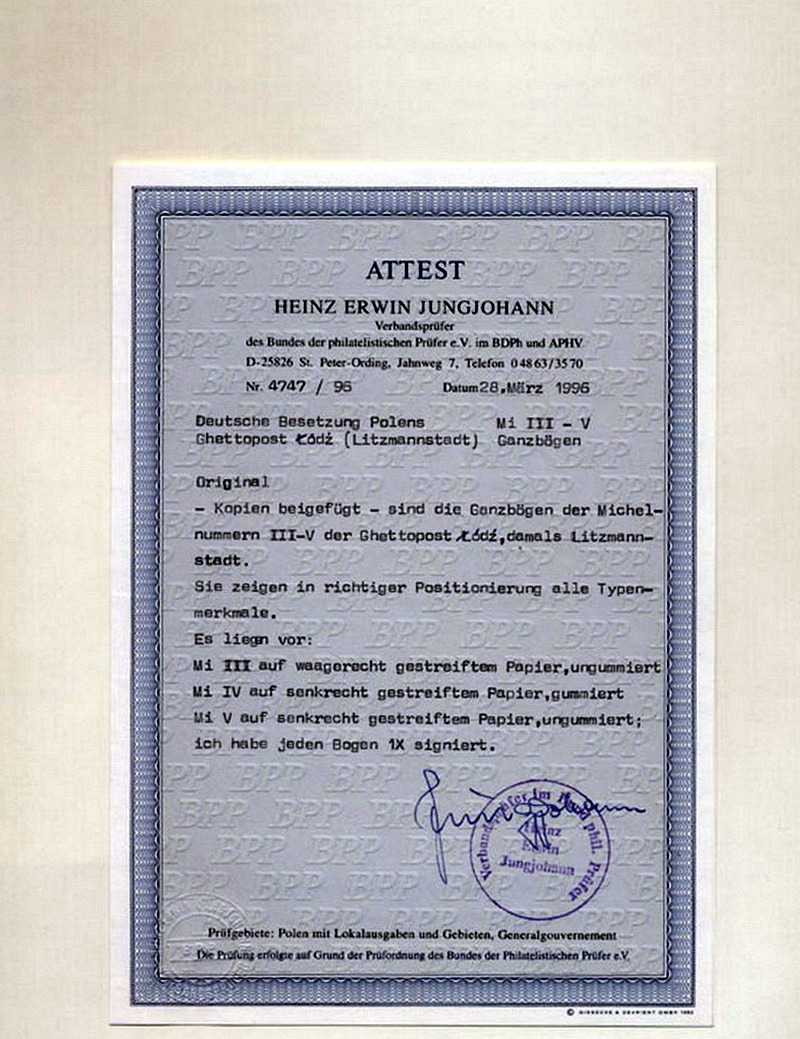 ATTEST
HEINZ ERWIN JUNGJOHANN
Verbandsprüfer
des Bundes der philatelistischen Prüfer e.V. im BDPh und APHV
D-25826 St. Peter-Ording, Jahnweg 7, Telefon 04863/3570
Nr. 4747 / 96 Datum 28.März 1996
Deutsche Besetzung Polens Mi III - V
Ghettopost Łódź (Litzmannstadt) Ganzbögen
Original
- Kopien beigefügt - sind die Ganzbögen der Michel-
nummern III-V der Ghettopost Łódź,damals Litzmann-
stadt.
Sie zeigen in richtiger Positionierung alle Typen-
merkmale.
Es liegn vor:
Mi III auf waagerecht gestreiftem Papier,ungummiert
Mi IV auf senkrecht gestreiftem Papier,gummiert
Mi V auf senkrecht gestreiftem Papier,ungummiert;
ich habe jeden Bogen 1X signiert.
Verbandsprüfer im Bund phil. Prüfer
Heinz
Erwin
Jungjohann
Prüfgebiete: Polen mit Lokalausgaben und Gebieten, Generalgouvernement
Die Prüfung erfolgte auf Grund der Prüfordnung des Bundes der Philatelistischen Prüfer e.V.
© GIESECKE & DEVRIENT GMBH